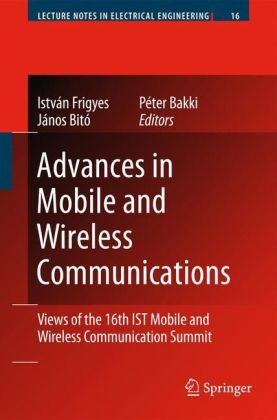 LECTURE NOTES IN ELECTRICAL ENGINEERING | 16
István Frigyes Péter Bakki
János Bitó Editors
Advances in
Mobile and
Wireless
Communications
Views of the 16th IST Mobile and
Wireless Communication Summit
Springer